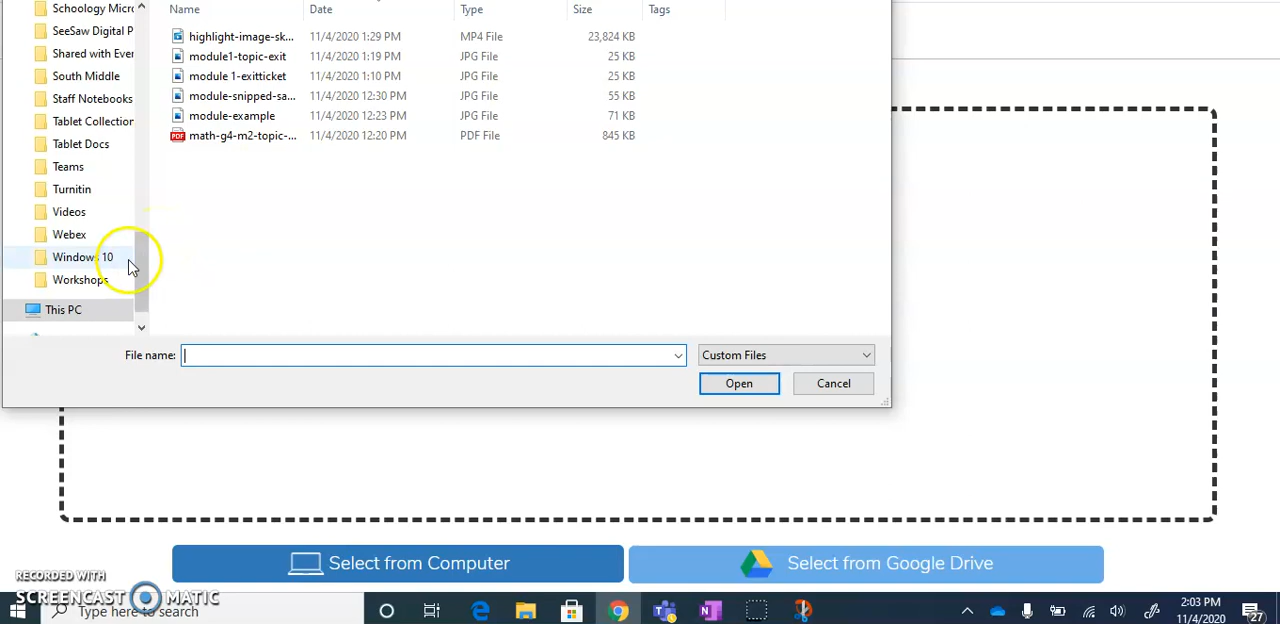 Schoology Micro
SeeSaw Digital P
Shared with Ever
South Middle
Staff Notebooks
Tablet Collection
Tablet Docs
Teams
Turnitin
Videos
Webex
Windows 10
Workshops
This PC
Name Date Type Size Tags
highlight-image-sk... 11/4/2020 1:29 PM MP4 File 23,824 KB
module1-topic-exit 11/4/2020 1:19 PM JPG File 25 KB
module 1-exitticket 11/4/2020 1:10 PM JPG File 25 KB
module-snipped-sa... 11/4/2020 12:30 PM JPG File 55 KB
module-example 11/4/2020 12:23 PM JPG File 71 KB
math-g4-m2-topic-... 11/4/2020 12:20 PM PDF File 845 KB
PDF
File name: Custom Files
Open Cancel
Select from Computer Select from Google Drive
RECORDED WITH
SCREENCAST MATIC
Type here to search
2:03 PM
11/4/2020
27